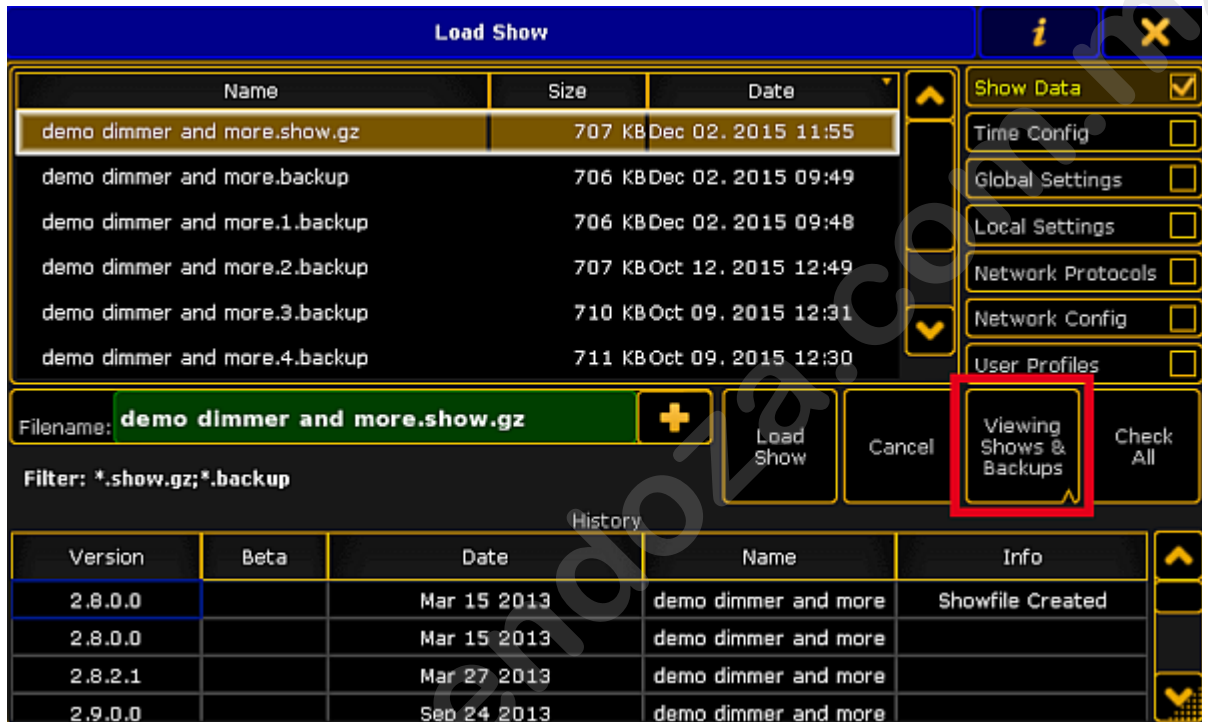 Load Show
i
Name Size Date
demo dimmer and more.show.gz 707 KB Dec 02. 2015 11:55
demo dimmer and more.backup 706 KB Dec 02. 2015 09:49
demo dimmer and more.1.backup 706 KB Dec 02. 2015 09:48
demo dimmer and more.2.backup 707 KB Oct 12. 2015 12:49
demo dimmer and more.3.backup 710 KB Oct 09. 2015 12:31
demo dimmer and more.4.backup 711 KB Oct 09. 2015 12:30
Show Data
Time Config
Global Settings
Local Settings
Network Protocols
Network Config
User Profiles
Filename: demo dimmer and more.show.gz
Filter: *.show.gz;*.backup
Load
Show
Cancel
Viewing
Shows &
Backups
Check
All
History
Version Beta Date Name Info
2.8.0.0 Mar 15 2013 demo dimmer and more Showfile Created
2.8.0.0 Mar 15 2013 demo dimmer and more
2.8.2.1 Mar 27 2013 demo dimmer and more
2.9.0.0 Sep 24 2013 demo dimmer and more
endoza.com.m